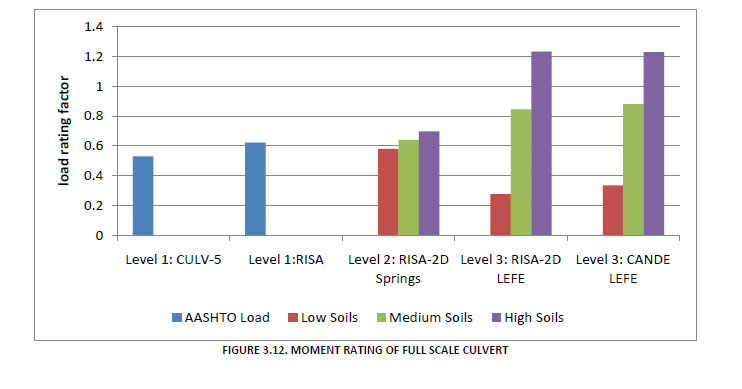 1.4
1.2
1
0.8
0.6
0.4
0.2
0
load rating factor
Level 1: CULV-5
Level 1:RISA
Level 2: RISA-2D
Springs
Level 3: RISA-2D
LEFE
Level 3: CANDE
LEFE
AASHTO Load
Low Soils
Medium Soils
High Soils
FIGURE 3.12. MOMENT RATING OF FULL SCALE CULVERT